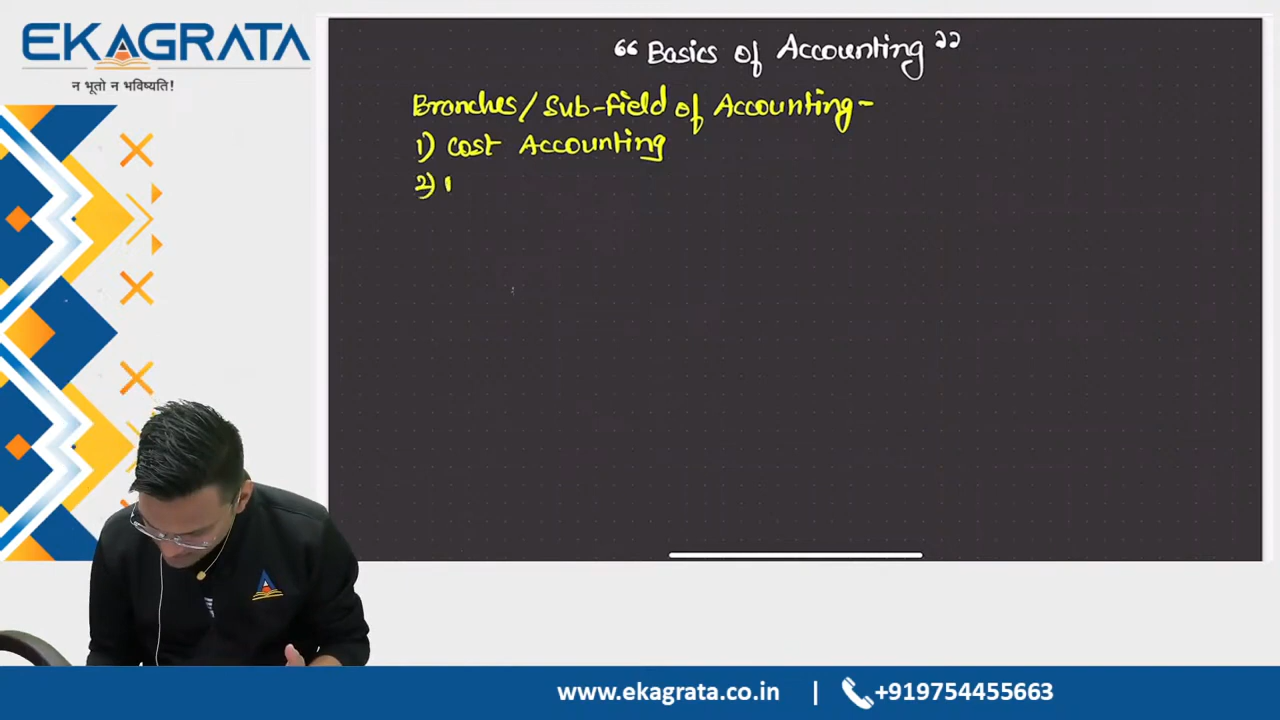 EKAGRATA
न भूतो न भविष्यति!
“ Basics of Accounting ”
Branches/Sub-field of Accounting-
1) Cost Accounting
2)
www.ekagrata.co.in | +919754455663